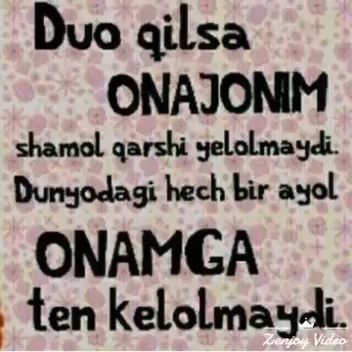 Duo qilsa
ONAJONIM
shamol qarshi yelolmaydi.
Dunyodagi hech bir ayol
ONAMGA
ten kelolmaydi.
Zenjoy Video